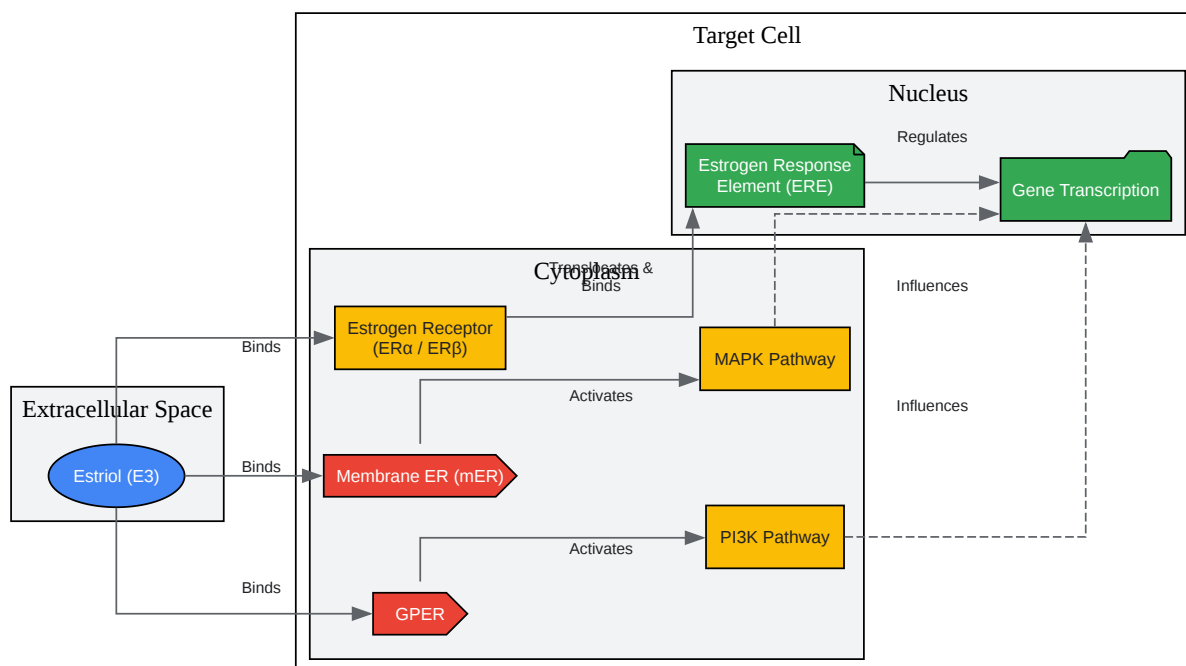 Target Cell
Nucleus
Regulates
Estrogen Response
Element (ERE)
Gene Transcription
Cytoplasm
Translocates &
Binds
Influences
Estrogen Receptor
(ERα / ERβ)
Binds
MAPK Pathway
Activates
Influences
Extracellular Space
Estriol (E3)
Binds
Membrane ER (mER)
PI3K Pathway
Activates
Binds
GPER